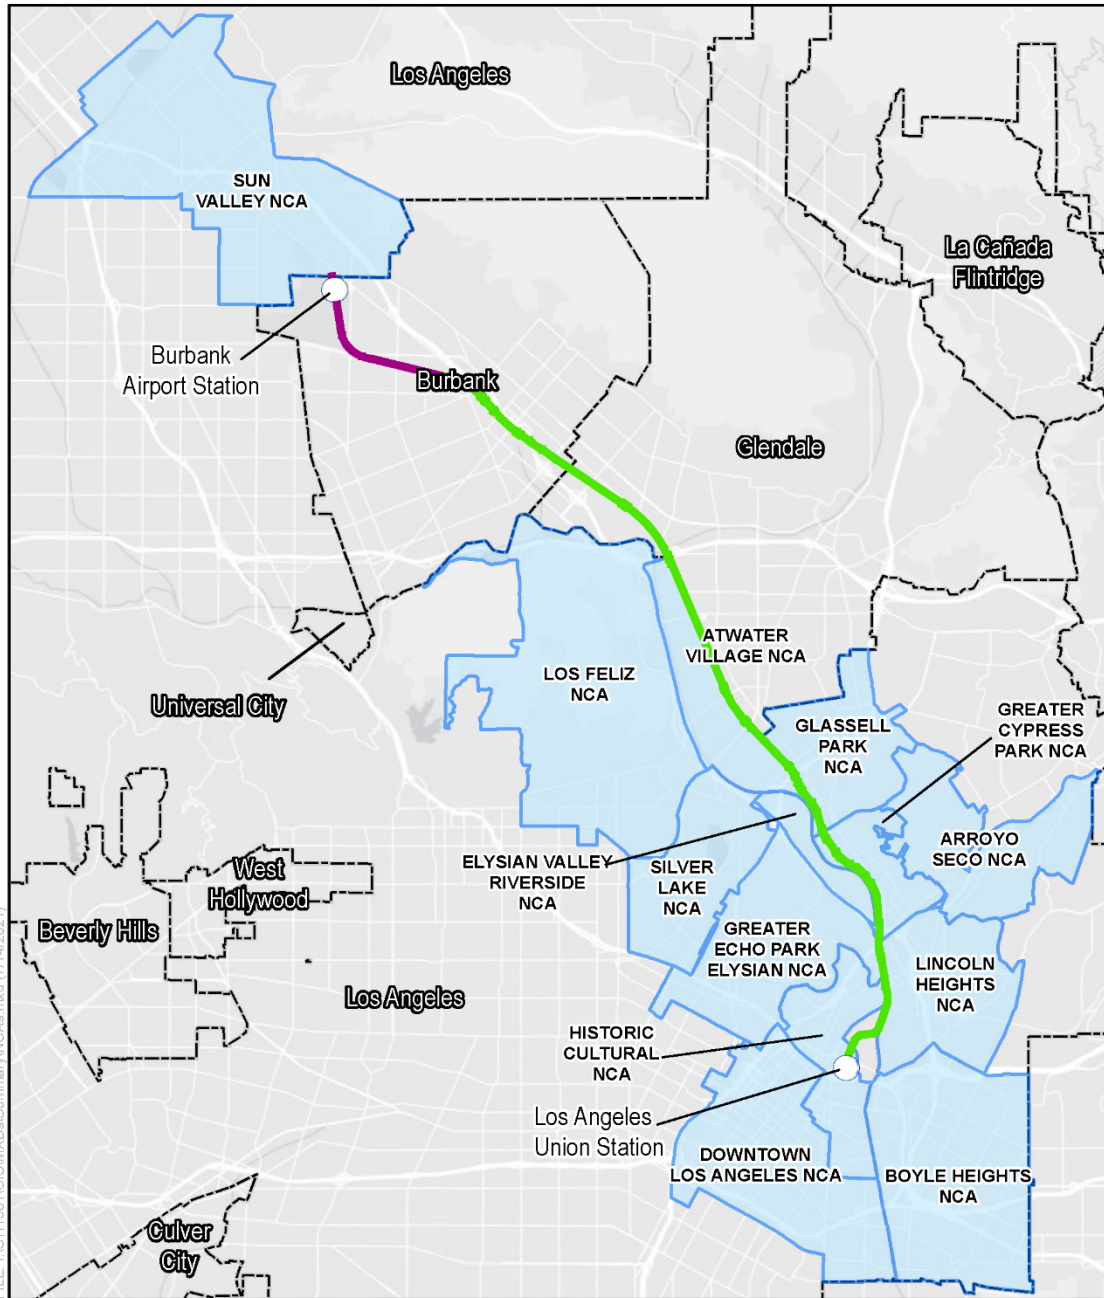 Los Angeles
SUN
VALLEY NCA
La Cañada
Flintridge
Burbank
Airport Station
Burbank
Glendale
ATWATER
VILLAGE NCA
LOS FELIZ
NCA
Universal City
GLASSELL
PARK
NCA
GREATER
CYPRESS
PARK NCA
ARROYO
SECO NCA
ELYSIAN VALLEY
RIVERSIDE
NCA
SILVER
LAKE
NCA
West
Hollywood
Beverly Hills
GREATER
ECHO PARK
ELYSIAN NCA
LINCOLN
HEIGHTS
NCA
Los Angeles
HISTORIC
CULTURAL
NCA
Los Angeles
Union Station
DOWNTOWN
LOS ANGELES NCA
BOYLE HEIGHTS
NCA
Culver
City